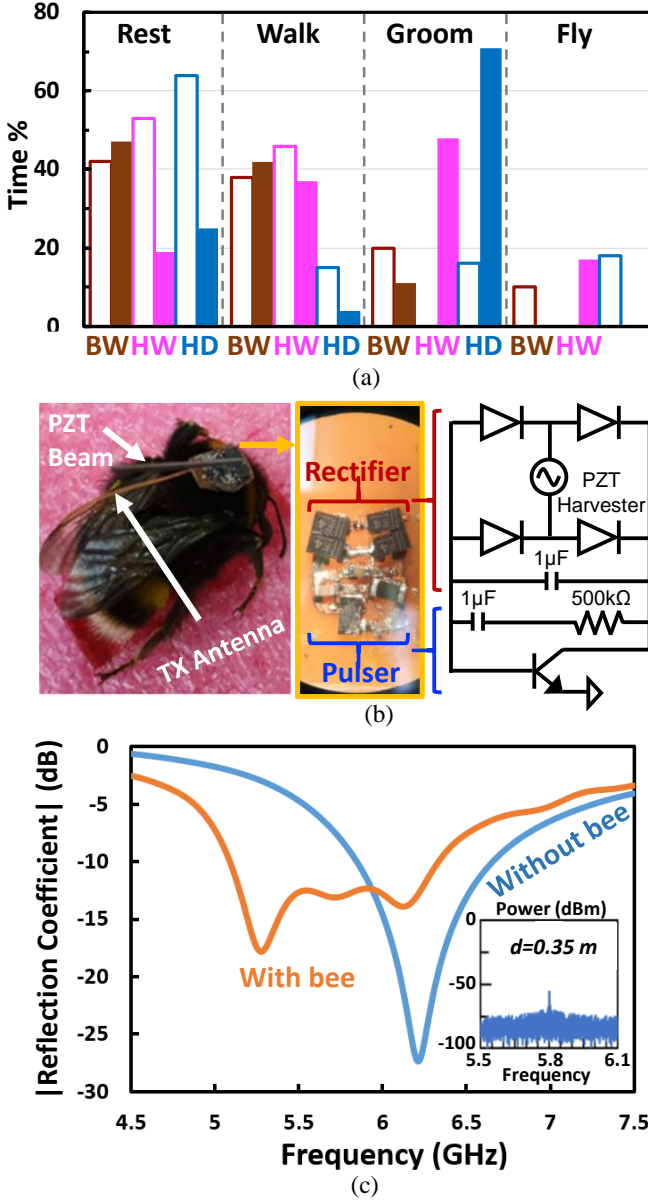 Rest Walk Groom Fly
80
60
40
20
0
Time %
BW HW HD BW HW HD BW HW HD BW HW
(a)
PZT
Beam
TX Antenna
Rectifier
Pulser
PZT
Harvester
1μF
1μF 500kΩ
(b)
0
-5
-10
-15
-20
-25
-30
|Reflection Coefficient| (dB)
Without bee
With bee
Power (dBm)
0
d=0.35 m
-50
-75
-100
5.5 5.8 6.1
Frequency
4.5 5 5.5 6 6.5 7 7.5
Frequency (GHz)
(c)